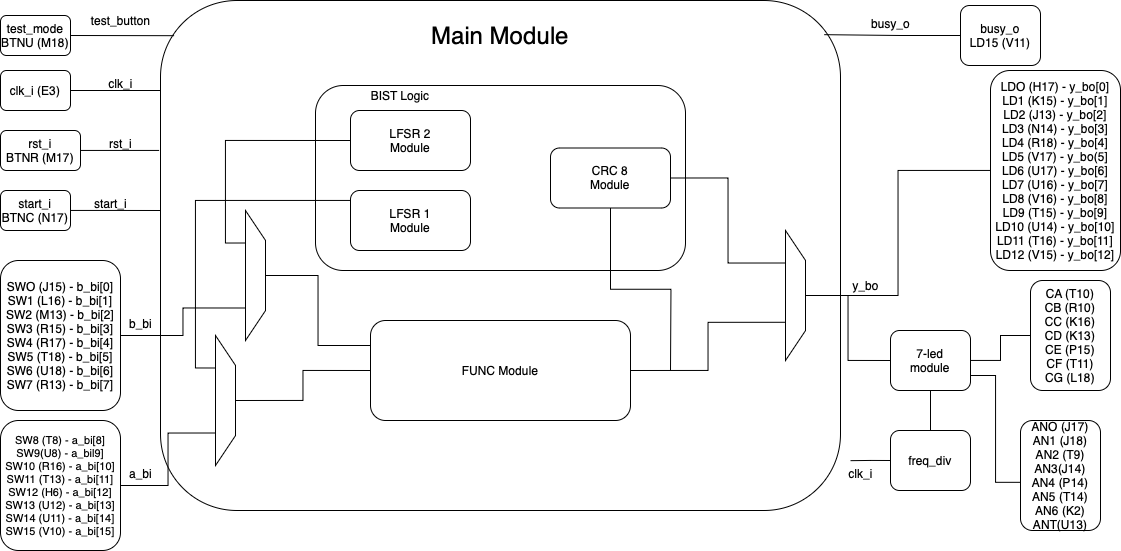 test_mode
BTNU (M18)
test_button
clk_i (E3)
clk_i
rst_i
BTNR (M17)
rst_i
start_i
BTNC (N17)
start_i
SWO (J15) - b_bi[0]
SW1 (L16) - b_bi[1]
SW2 (M13) - b_bi[2]
SW3 (R15) - b_bi[3]
SW4 (R17) - b_bi[4]
SW5 (T18) - b_bi[5]
SW6 (U18) - b_bi[6]
SW7 (R13) - b_bi[7]
b_bi
SW8 (T8) - a_bi[8]
SW9(U8) - a_bil9]
SW10 (R16) - a_bi[10]
SW11 (T13) - a_bi[11]
SW12 (H6) - a_bi[12]
SW13 (U12) - a_bi[13]
SW14 (U11) - a_bi[14]
SW15 (V10) - a_bi[15]
a_bi
Main Module
BIST Logic
LFSR 2
Module
LFSR 1
Module
CRC 8
Module
FUNC Module
busy_o
busy_o
LD15 (V11)
LDO (H17) - y_bo[0]
LD1 (K15) - y_bo[1]
LD2 (J13) - y_bo[2]
LD3 (N14) - y_bo[3]
LD4 (R18) - y_bo[4]
LD5 (V17) - y_bo(5]
LD6 (U17) - y_bo[6]
LD7 (U16) - y_bo[7]
LD8 (V16) - y_bo[8]
LD9 (T15) - y_bo[9]
LD10 (U14) - y_bo[10]
LD11 (T16) - y_bo[11]
LD12 (V15) - y_bo[12]
y_bo
7-led
module
CA (T10)
CB (R10)
CC (K16)
CD (K13)
CE (P15)
CF (T11)
CG (L18)
freq_div
clk_i
ANO (J17)
AN1 (J18)
AN2 (T9)
AN3(J14)
AN4 (P14)
AN5 (T14)
AN6 (K2)
ANT(U13)